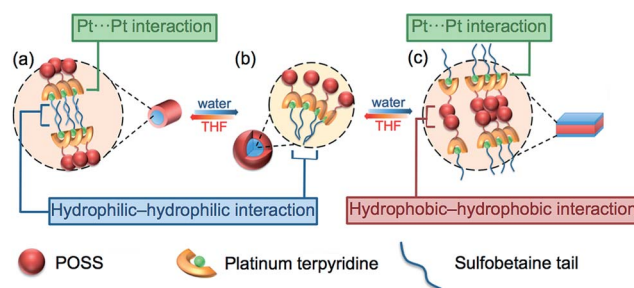 Pt···Pt interaction
Pt···Pt interaction
(a)
(b)
(c)
water
THF
water
THF
Hydrophilic–hydrophilic interaction
Hydrophobic–hydrophobic interaction
POSS
Platinum terpyridine
Sulfobetaine tail